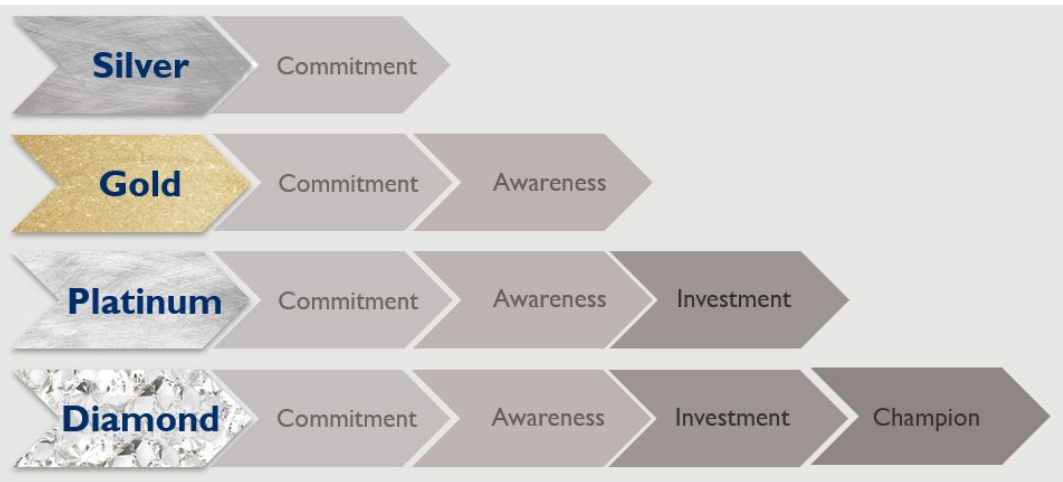 Silver Commitment
Gold Commitment Awareness
Platinum Commitment Awareness Investment
Diamond Commitment Awareness Investment Champion